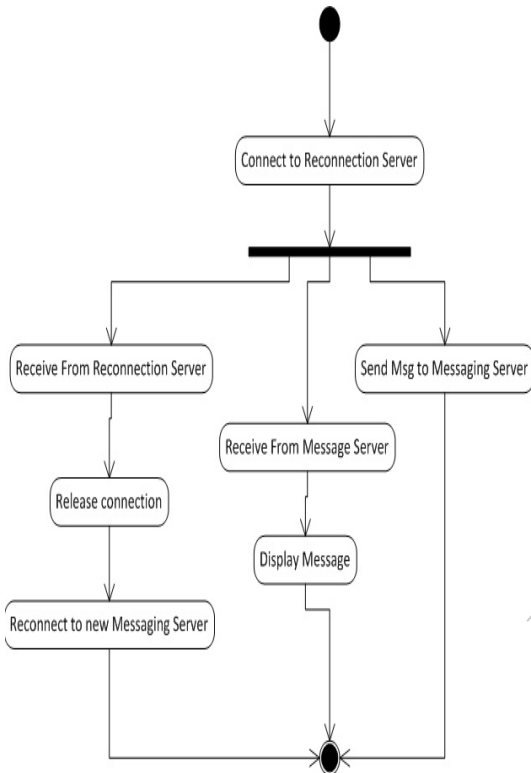 Connect to Reconnection Server
Receive From Reconnection Server
Send Msg to Messaging Server
Receive From Message Server
Release connection
Display Message
Reconnect to new Messaging Server